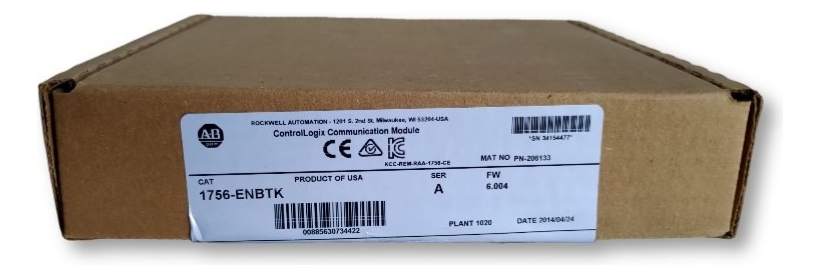 AB
ROCKWELL AUTOMATION - 1201 S. 2nd St. Milwaukee, WI 53204-USA
ControlLogix Communication Module
*SN 34154477*
CE
KCC-REM-RAA-1756-CE
MAT NO PN-206133
CAT
PRODUCT OF USA
SER
FW
1756-ENBTK
A
6.004
00885630734422
PLANT 1020
DATE 2014/04/24